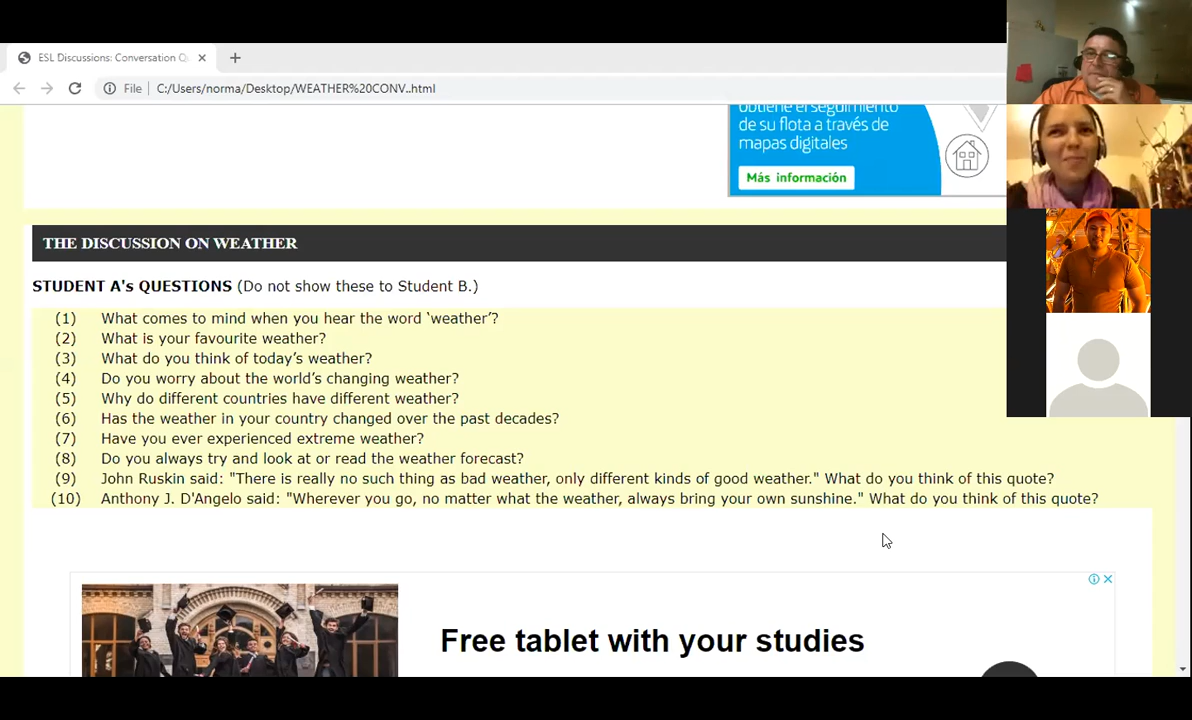 ESL Discussions: Conversation Q
File C:/Users/norma/Desktop/WEATHER%20CONV..html
obtiene el seguimiento
de su flota a través de
mapas digitales
Más información
THE DISCUSSION ON WEATHER
STUDENT A's QUESTIONS (Do not show these to Student B.)
(1) What comes to mind when you hear the word ‘weather’?
(2) What is your favourite weather?
(3) What do you think of today’s weather?
(4) Do you worry about the world’s changing weather?
(5) Why do different countries have different weather?
(6) Has the weather in your country changed over the past decades?
(7) Have you ever experienced extreme weather?
(8) Do you always try and look at or read the weather forecast?
(9) John Ruskin said: "There is really no such thing as bad weather, only different kinds of good weather." What do you think of this quote?
(10) Anthony J. D'Angelo said: "Wherever you go, no matter what the weather, always bring your own sunshine." What do you think of this quote?
Free tablet with your studies